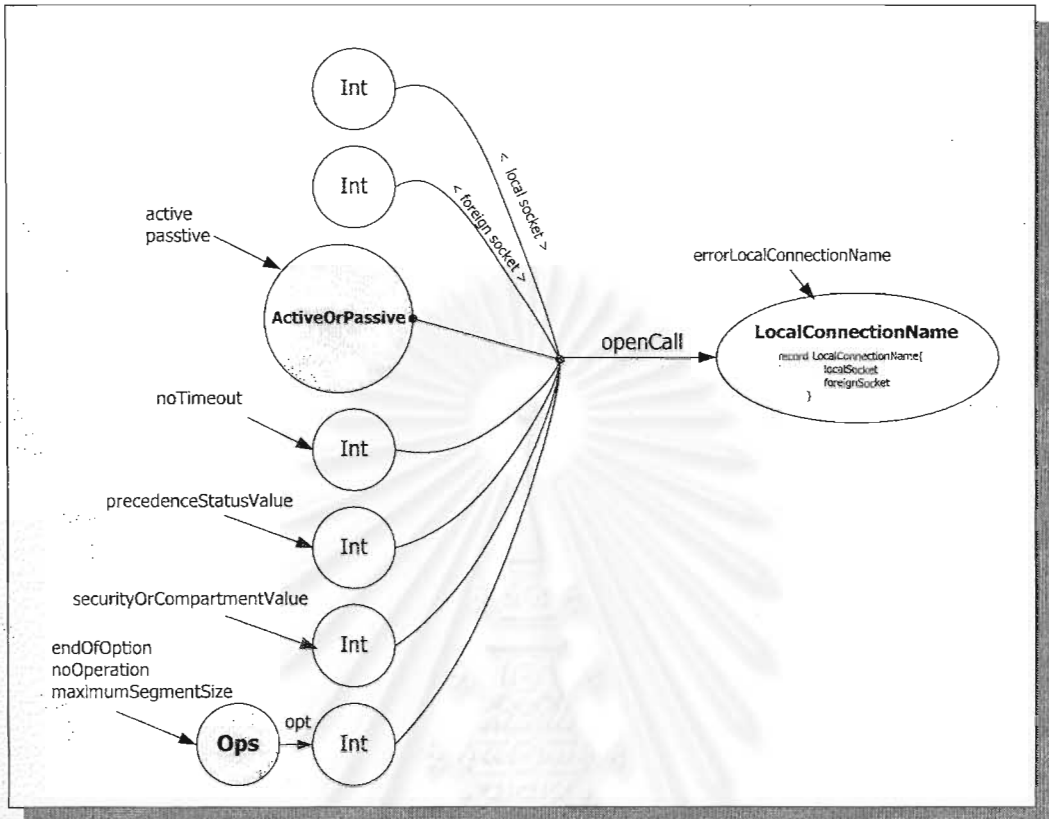 Int
< local socket >
Int
< foreign socket >
active
passtive
ActiveOrPassive
noTimeout
Int
precedenceStatusValue
Int
securityOrCompartmentValue
Int
endOfOption
noOperation
maximumSegmentSize
Ops
opt
Int
openCall
errorLocalConnectionName
LocalConnectionName
record LocalConnectionName{
localSocket
foreignSocket
}